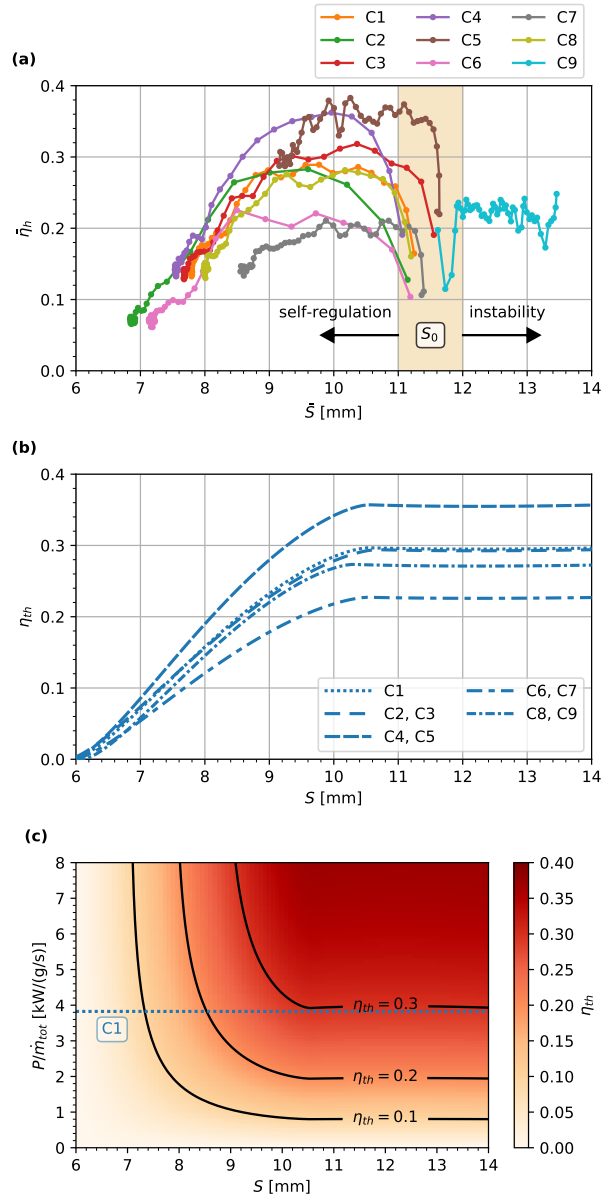 C1 C4 C7
C2 C5 C8
C3 C6 C9
(a)
0.4
0.3
0.2
0.1
0.0
η̄h
self-regulation
S0
instability
6 7 8 9 10 11 12 13 14
S̄ [mm]
(b)
0.4
0.3
0.2
0.1
0.0
ηth
C1
C2, C3
C4, C5
C6, C7
C8, C9
6 7 8 9 10 11 12 13 14
S [mm]
(c)
8
7
6
5
4
3
2
1
0
P/ṁtot [kW/(g/s)]
C1
ηth = 0.3
ηth = 0.2
ηth = 0.1
6 7 8 9 10 11 12 13 14
S [mm]
0.40
0.35
0.30
0.25
0.20
0.15
0.10
0.05
0.00
ηth